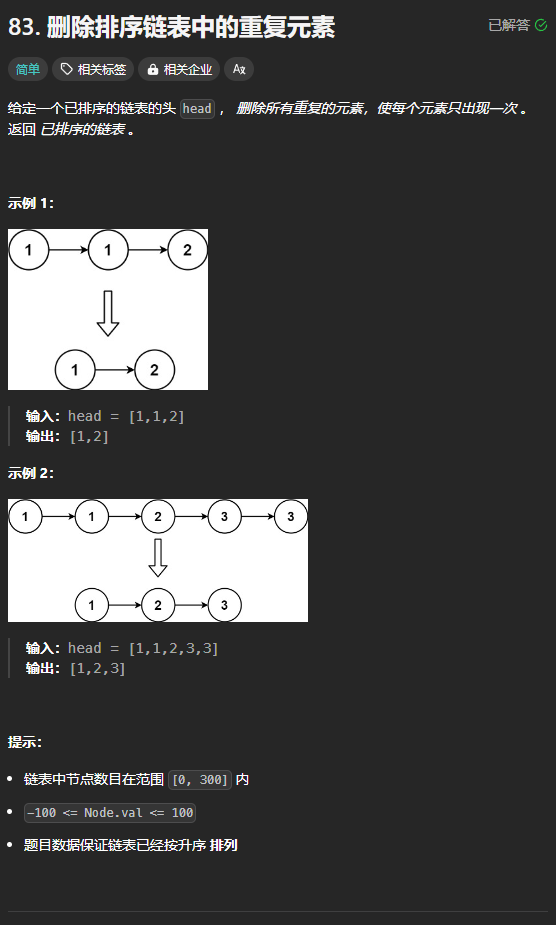 83. 删除排序链表中的重复元素
已解答
简单 相关标签 相关企业 Aあ
给定一个已排序的链表的头 head ， 删除所有重复的元素，使每个元素只出现一次 。
返回 已排序的链表 。
示例 1：
1 1 2
1 2
输入：head = [1,1,2]
输出：[1,2]
示例 2：
1 1 2 3 3
1 2 3
输入：head = [1,1,2,3,3]
输出：[1,2,3]
提示：
• 链表中节点数目在范围 [0, 300] 内
• -100 <= Node.val <= 100
• 题目数据保证链表已经按升序 排列